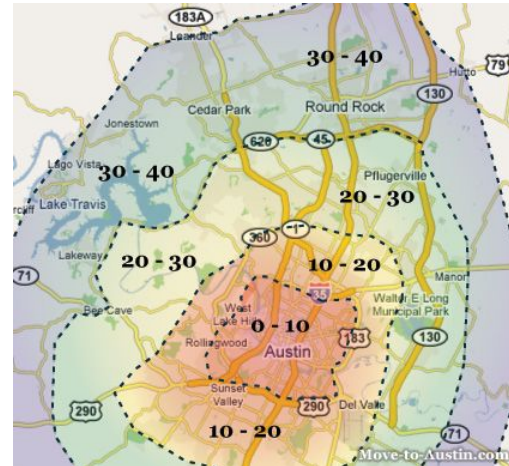 183A
Leander
30 - 40
Hutto
79
Cedar Park
Round Rock
130
Jonestown
620
45
Lago Vista
30 - 40
Pflugerville
20 - 30
Lake Travis
360
1
Lakeway
20 - 30
10 - 20
71
Manor
35
Walter E Long
Municipal Park
Bee Cave
West
Lake Hills
0 - 10
183
130
Rollingwood
Austin
Sunset
Valley
290
290
Del Valle
10 - 20
71
Move-to-Austin.com